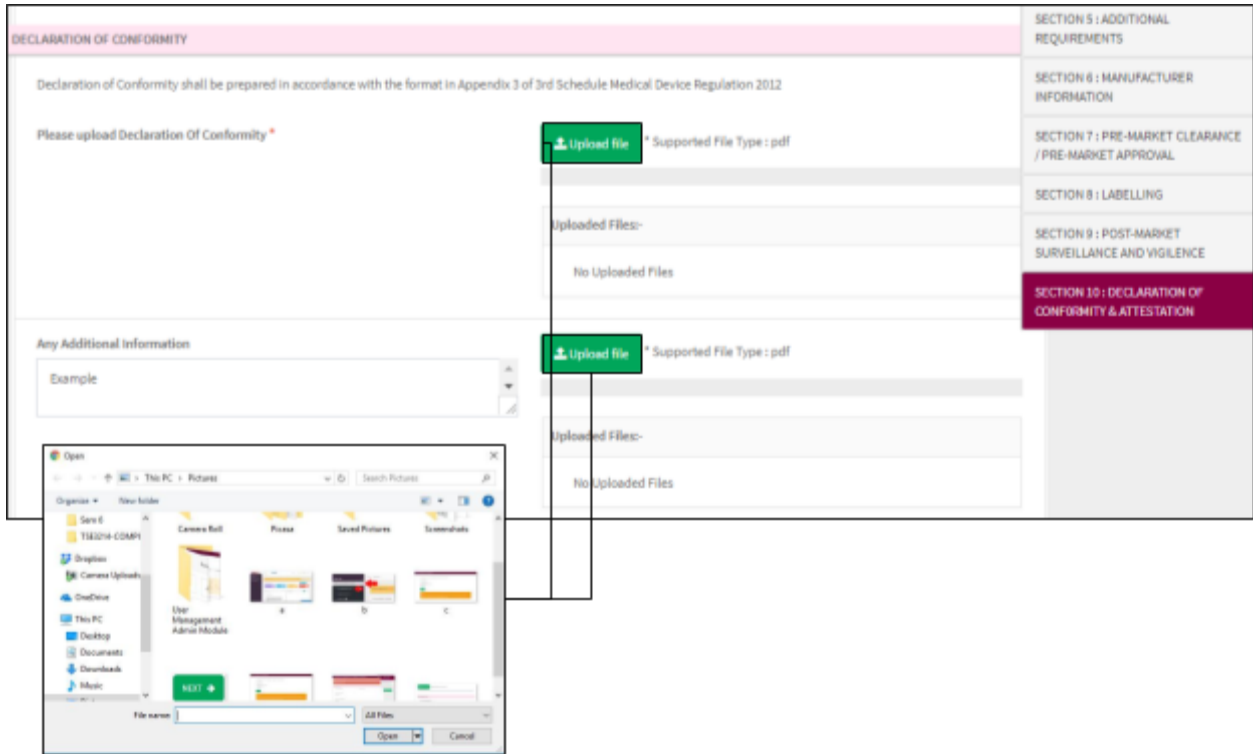 DECLARATION OF CONFORMITY
Declaration of Conformity shall be prepared in accordance with the format in Appendix 3 of 3rd Schedule Medical Device Regulation 2012
Please upload Declaration Of Conformity *
Upload file
* Supported File Type : pdf
Uploaded Files:-
No Uploaded Files
Any Additional Information
Example
Upload file
* Supported File Type : pdf
Uploaded Files:-
No Uploaded Files
SECTION 5 : ADDITIONAL
REQUIREMENTS
SECTION 6 : MANUFACTURER
INFORMATION
SECTION 7 : PRE-MARKET CLEARANCE
/ PRE-MARKET APPROVAL
SECTION 8 : LABELLING
SECTION 9 : POST-MARKET
SURVEILLANCE AND VIGILENCE
SECTION 10 : DECLARATION OF
CONFORMITY & ATTESTATION
Open
This PC > Pictures
Search Pictures
Organize
New folder
Dropbox
Camera Uploads
OneDrive
This PC
Desktop
Documents
Downloads
Music
Camera Roll
Picasa
Saved Pictures
Screenshots
User
Management
Admin Module
a
b
c
NEXT
File name:
All Files
Open
Cancel